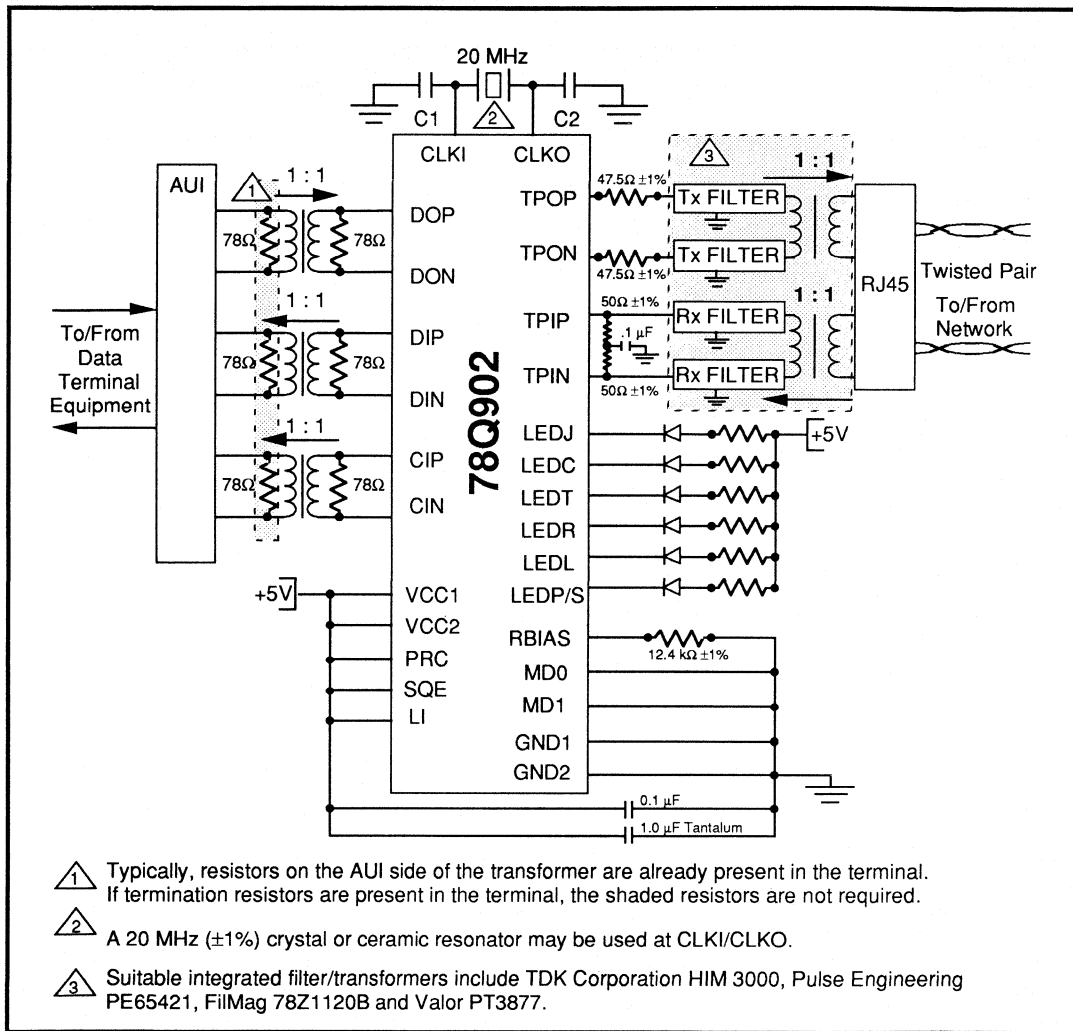 20 MHz
C1
2
C2
CLKI
CLKO
AUI
1
1 : 1
78Ω
78Ω
DOP
DON
1 : 1
78Ω
78Ω
DIP
DIN
1 : 1
78Ω
78Ω
CIP
CIN
To/From
Data
Terminal
Equipment
78Q902
+5V
VCC1
VCC2
PRC
SQE
LI
TPOP
TPON
TPIP
TPIN
LEDJ
LEDC
LEDT
LEDR
LEDL
LEDP/S
RBIAS
MD0
MD1
GND1
GND2
47.5Ω ±1%
47.5Ω ±1%
50Ω ±1%
.1 µF
50Ω ±1%
3
1 : 1
Tx FILTER
Tx FILTER
1 : 1
Rx FILTER
Rx FILTER
RJ45
Twisted Pair
To/From
Network
+5V
12.4 kΩ ±1%
0.1 µF
1.0 µF Tantalum
1 Typically, resistors on the AUI side of the transformer are already present in the terminal.
If termination resistors are present in the terminal, the shaded resistors are not required.
2 A 20 MHz (±1%) crystal or ceramic resonator may be used at CLKI/CLKO.
3 Suitable integrated filter/transformers include TDK Corporation HIM 3000, Pulse Engineering
PE65421, FilMag 78Z1120B and Valor PT3877.